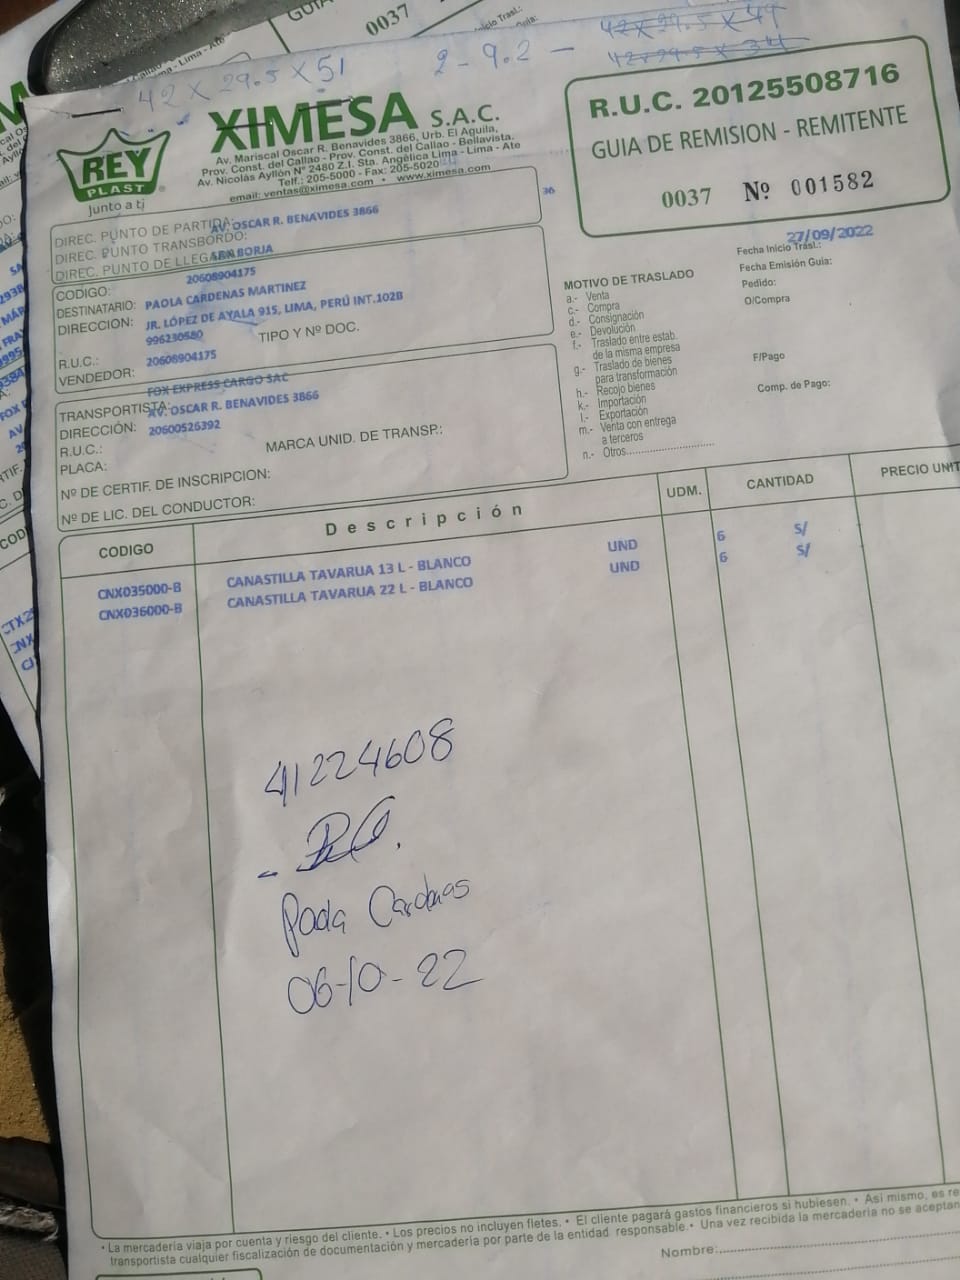 42 x 29.5 x 51
2 - 9.2 -
42 x 29.5 x 34
GUIA
0037
REY
PLAST
Junto a ti
XIMESA S.A.C.
Av. Mariscal Oscar R. Benavides 3866, Urb. El Aguila,
Prov. Const. del Callao - Prov. Const. del Callao - Bellavista.
Av. Nicolás Ayllón Nº 2480 Z.I. Sta. Angélica Lima - Lima - Ate
Telf.: 205-5000 - Fax: 205-5020
email: ventas@ximesa.com • www.ximesa.com
R.U.C. 20125508716
GUIA DE REMISION - REMITENTE
0037 Nº 001582
36
DIREC. PUNTO DE PARTIDA: AV. OSCAR R. BENAVIDES 3866
DIREC. PUNTO TRANSBORDO:
DIREC. PUNTO DE LLEGADA: SAN BORJA
CODIGO: 20608904175
DESTINATARIO: PAOLA CARDENAS MARTINEZ
DIRECCION: JR. LÓPEZ DE AYALA 915, LIMA, PERÚ INT.102B
996230580 TIPO Y Nº DOC.
R.U.C.: 20608904175
VENDEDOR:
FOX EXPRESS CARGO SAC
TRANSPORTISTA:
DIRECCIÓN: AV. OSCAR R. BENAVIDES 3866
R.U.C.: 20600526392
PLACA: MARCA UNID. DE TRANSP.:
Nº DE CERTIF. DE INSCRIPCION:
Nº DE LIC. DEL CONDUCTOR:
27/09/2022
Fecha Inicio Trasl.:
Fecha Emisión Guia:
Pedido:
O/Compra
F/Pago
Comp. de Pago:
MOTIVO DE TRASLADO
a.- Venta
c.- Compra
d.- Consignación
e.- Devolución
f.- Traslado entre estab.
de la misma empresa
g.- Traslado de bienes
para transformación
h.- Recojo bienes
k.- Importación
l.- Exportación
m.- Venta con entrega
a terceros
n.- Otros
CODIGO Descripción UDM. CANTIDAD PRECIO UNIT
CNX035000-B CANASTILLA TAVARUA 13 L - BLANCO UND 6 S/
CNX036000-B CANASTILLA TAVARUA 22 L - BLANCO UND 6 S/
41224608
Paola Cardenas
06-10-22
• La mercadería viaja por cuenta y riesgo del cliente. • Los precios no incluyen fletes. • El cliente pagará gastos financieros si hubiesen. • Asi mismo, es re
transportista cualquier fiscalización de documentación y mercadería por parte de la entidad responsable. • Una vez recibida la mercadería no se aceptan
Nombre: